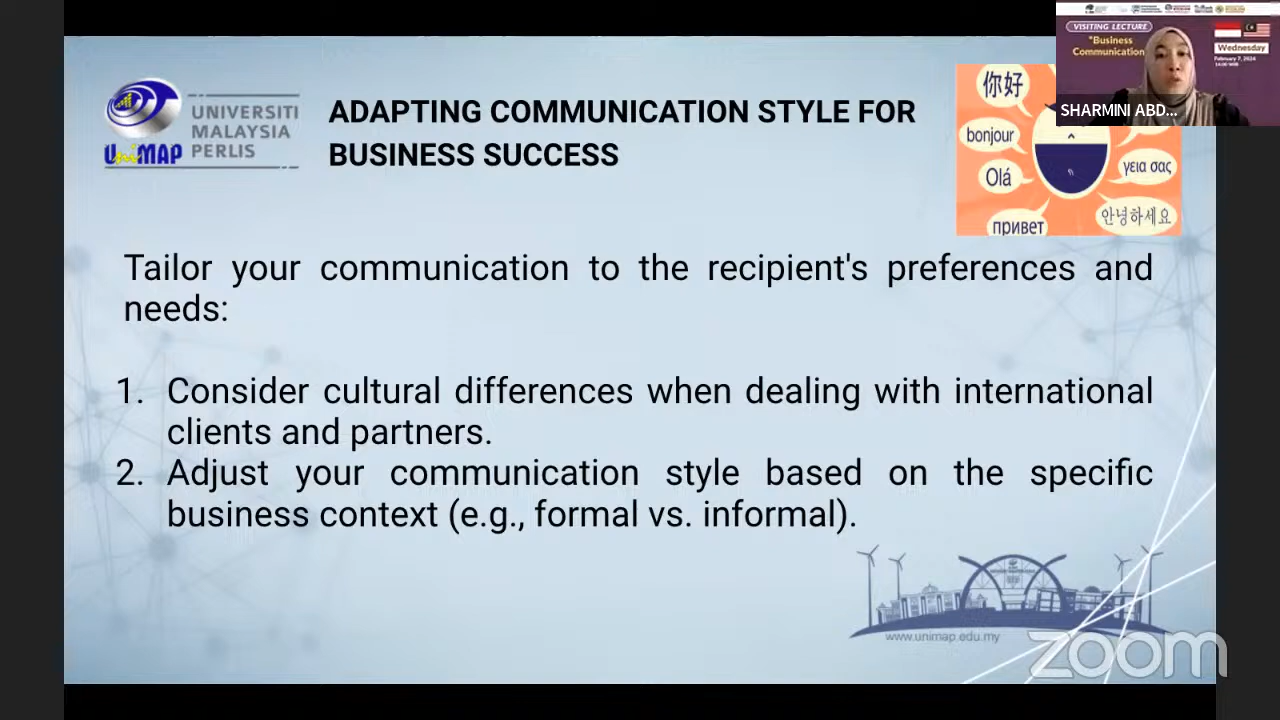 VISITING LECTURE
"Business
Communication
Wednesday
February 7, 2024
SHARMINI ABD...
UNIVERSITI
MALAYSIA
PERLIS
UniMAP
ADAPTING COMMUNICATION STYLE FOR
BUSINESS SUCCESS
你好
bonjour
Olá
привет
γεια σας
안녕하세요
Tailor your communication to the recipient's preferences and
needs:
1. Consider cultural differences when dealing with international
clients and partners.
2. Adjust your communication style based on the specific
business context (e.g., formal vs. informal).
www.unimap.edu.my
zoom